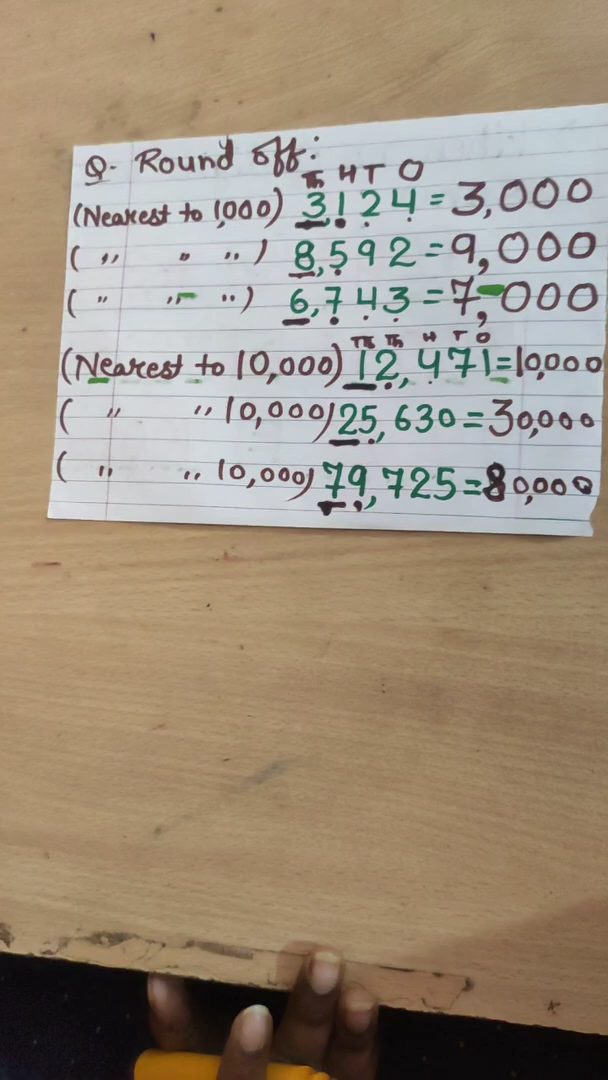 Q. Round off:
Th H T O
(Nearest to 1,000) 3,124 = 3,000
( ,, ,, ,, ) 8,592 = 9,000
( ,, ,, ,, ) 6,743 = 7,000
TTh Th H T O
(Nearest to 10,000) 12,471 = 10,000
( ,, ,, 10,000) 25,630 = 30,000
( ,, ,, 10,000) 79,725 = 80,000